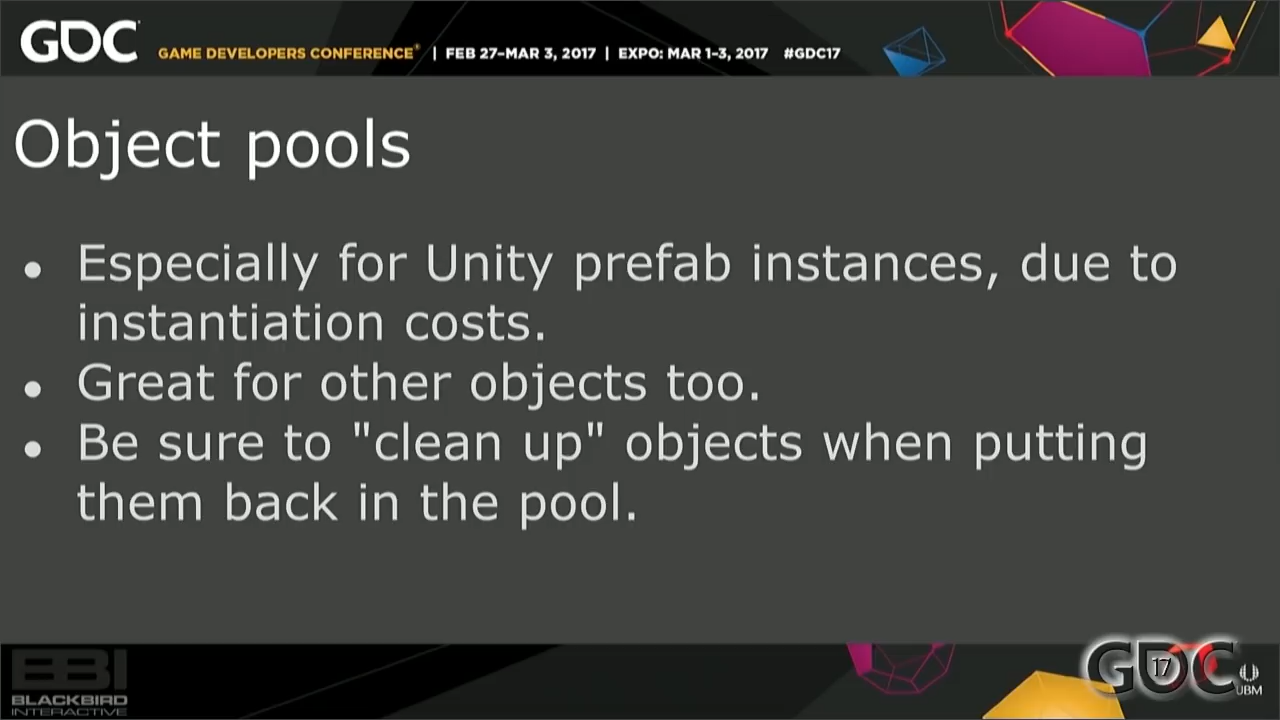 GDC GAME DEVELOPERS CONFERENCE® | FEB 27-MAR 3, 2017 | EXPO: MAR 1-3, 2017 #GDC17
Object pools
• Especially for Unity prefab instances, due to
instantiation costs.
• Great for other objects too.
• Be sure to "clean up" objects when putting
them back in the pool.
BBI
BLACKBIRD
INTERACTIVE
GDC 17
UBM